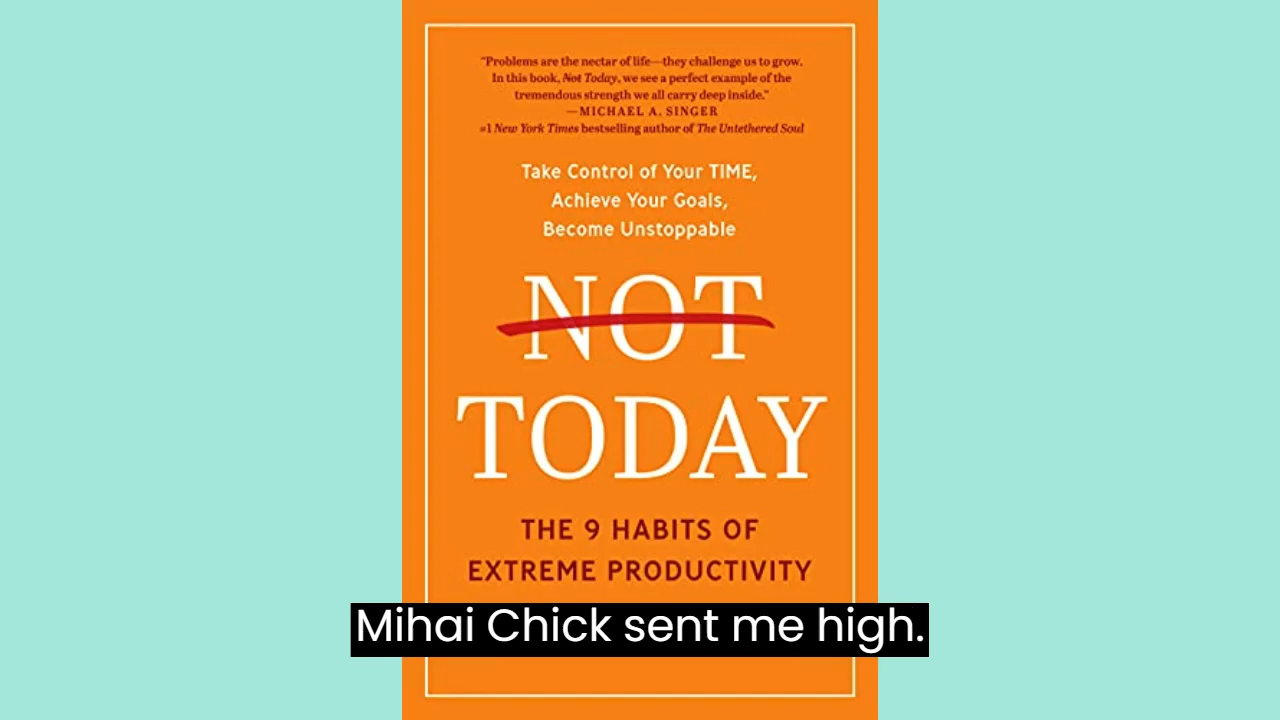 "Problems are the nectar of life—they challenge us to grow.
In this book, Not Today, we see a perfect example of the
tremendous strength we all carry deep inside."
—MICHAEL A. SINGER
#1 New York Times bestselling author of The Untethered Soul
Take Control of Your TIME,
Achieve Your Goals,
Become Unstoppable
NOT
TODAY
THE 9 HABITS OF
EXTREME PRODUCTIVITY
Mihai Chick sent me high.